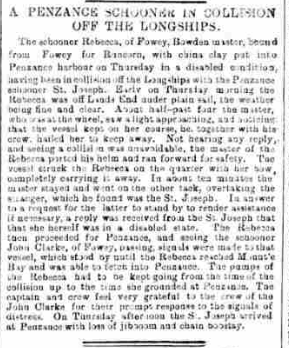 A PENZANCE SCHOONER IN COLLISION
OFF THE LONGSHIPS.
The schooner Rebecca, of Fowey, Bowden master, bound
from Fowey for Runcorn, with china clay put into
Penzance harbour on Thursday in a disabled condition,
having been in collision off the Longships with the Penzance
schooner St. Joseph. Early on Thursday morning the
Rebecca was off Lands End under plain sail, the weather
being fine and clear. About half-past four the master,
who was at the wheel, saw a light approaching, and noticing
that the vessel kept on her course, he, together with his
crew, hailed her to keep away. Not hearing any reply,
and seeing a collision was unavoidable, the master of the
Rebecca ported his helm and ran forward for safety. The
vessel struck the Rebecca on the quarter with her bow,
completely carrying it away. In about ten minutes the
master stayed and went on the other tack, overtaking the
stranger, which he found was the St. Joseph. In answer
to a request for the latter to stand by to render assistance
if necessary, a reply was received from the St. Joseph that
that she herself was in a disabled state. The Rebecca
then proceeded for Penzance, and seeing the schooner
John Clarke, of Fowey, passing, signals were made to that
vessel, which stood by until the Rebecca reached Mount's
Bay and was able to fetch into Penzance. The pumps of
the Rebecca had to be kept going from the time of the
collision up to the time she grounded at Penzance. The
captain and crew feel very grateful to the crew of the
John Clarke for their prompt response to the signals of
distress. On Thursday afternoon the St. Joseph arrived
at Penzance with loss of jibboom and chain bobstay.